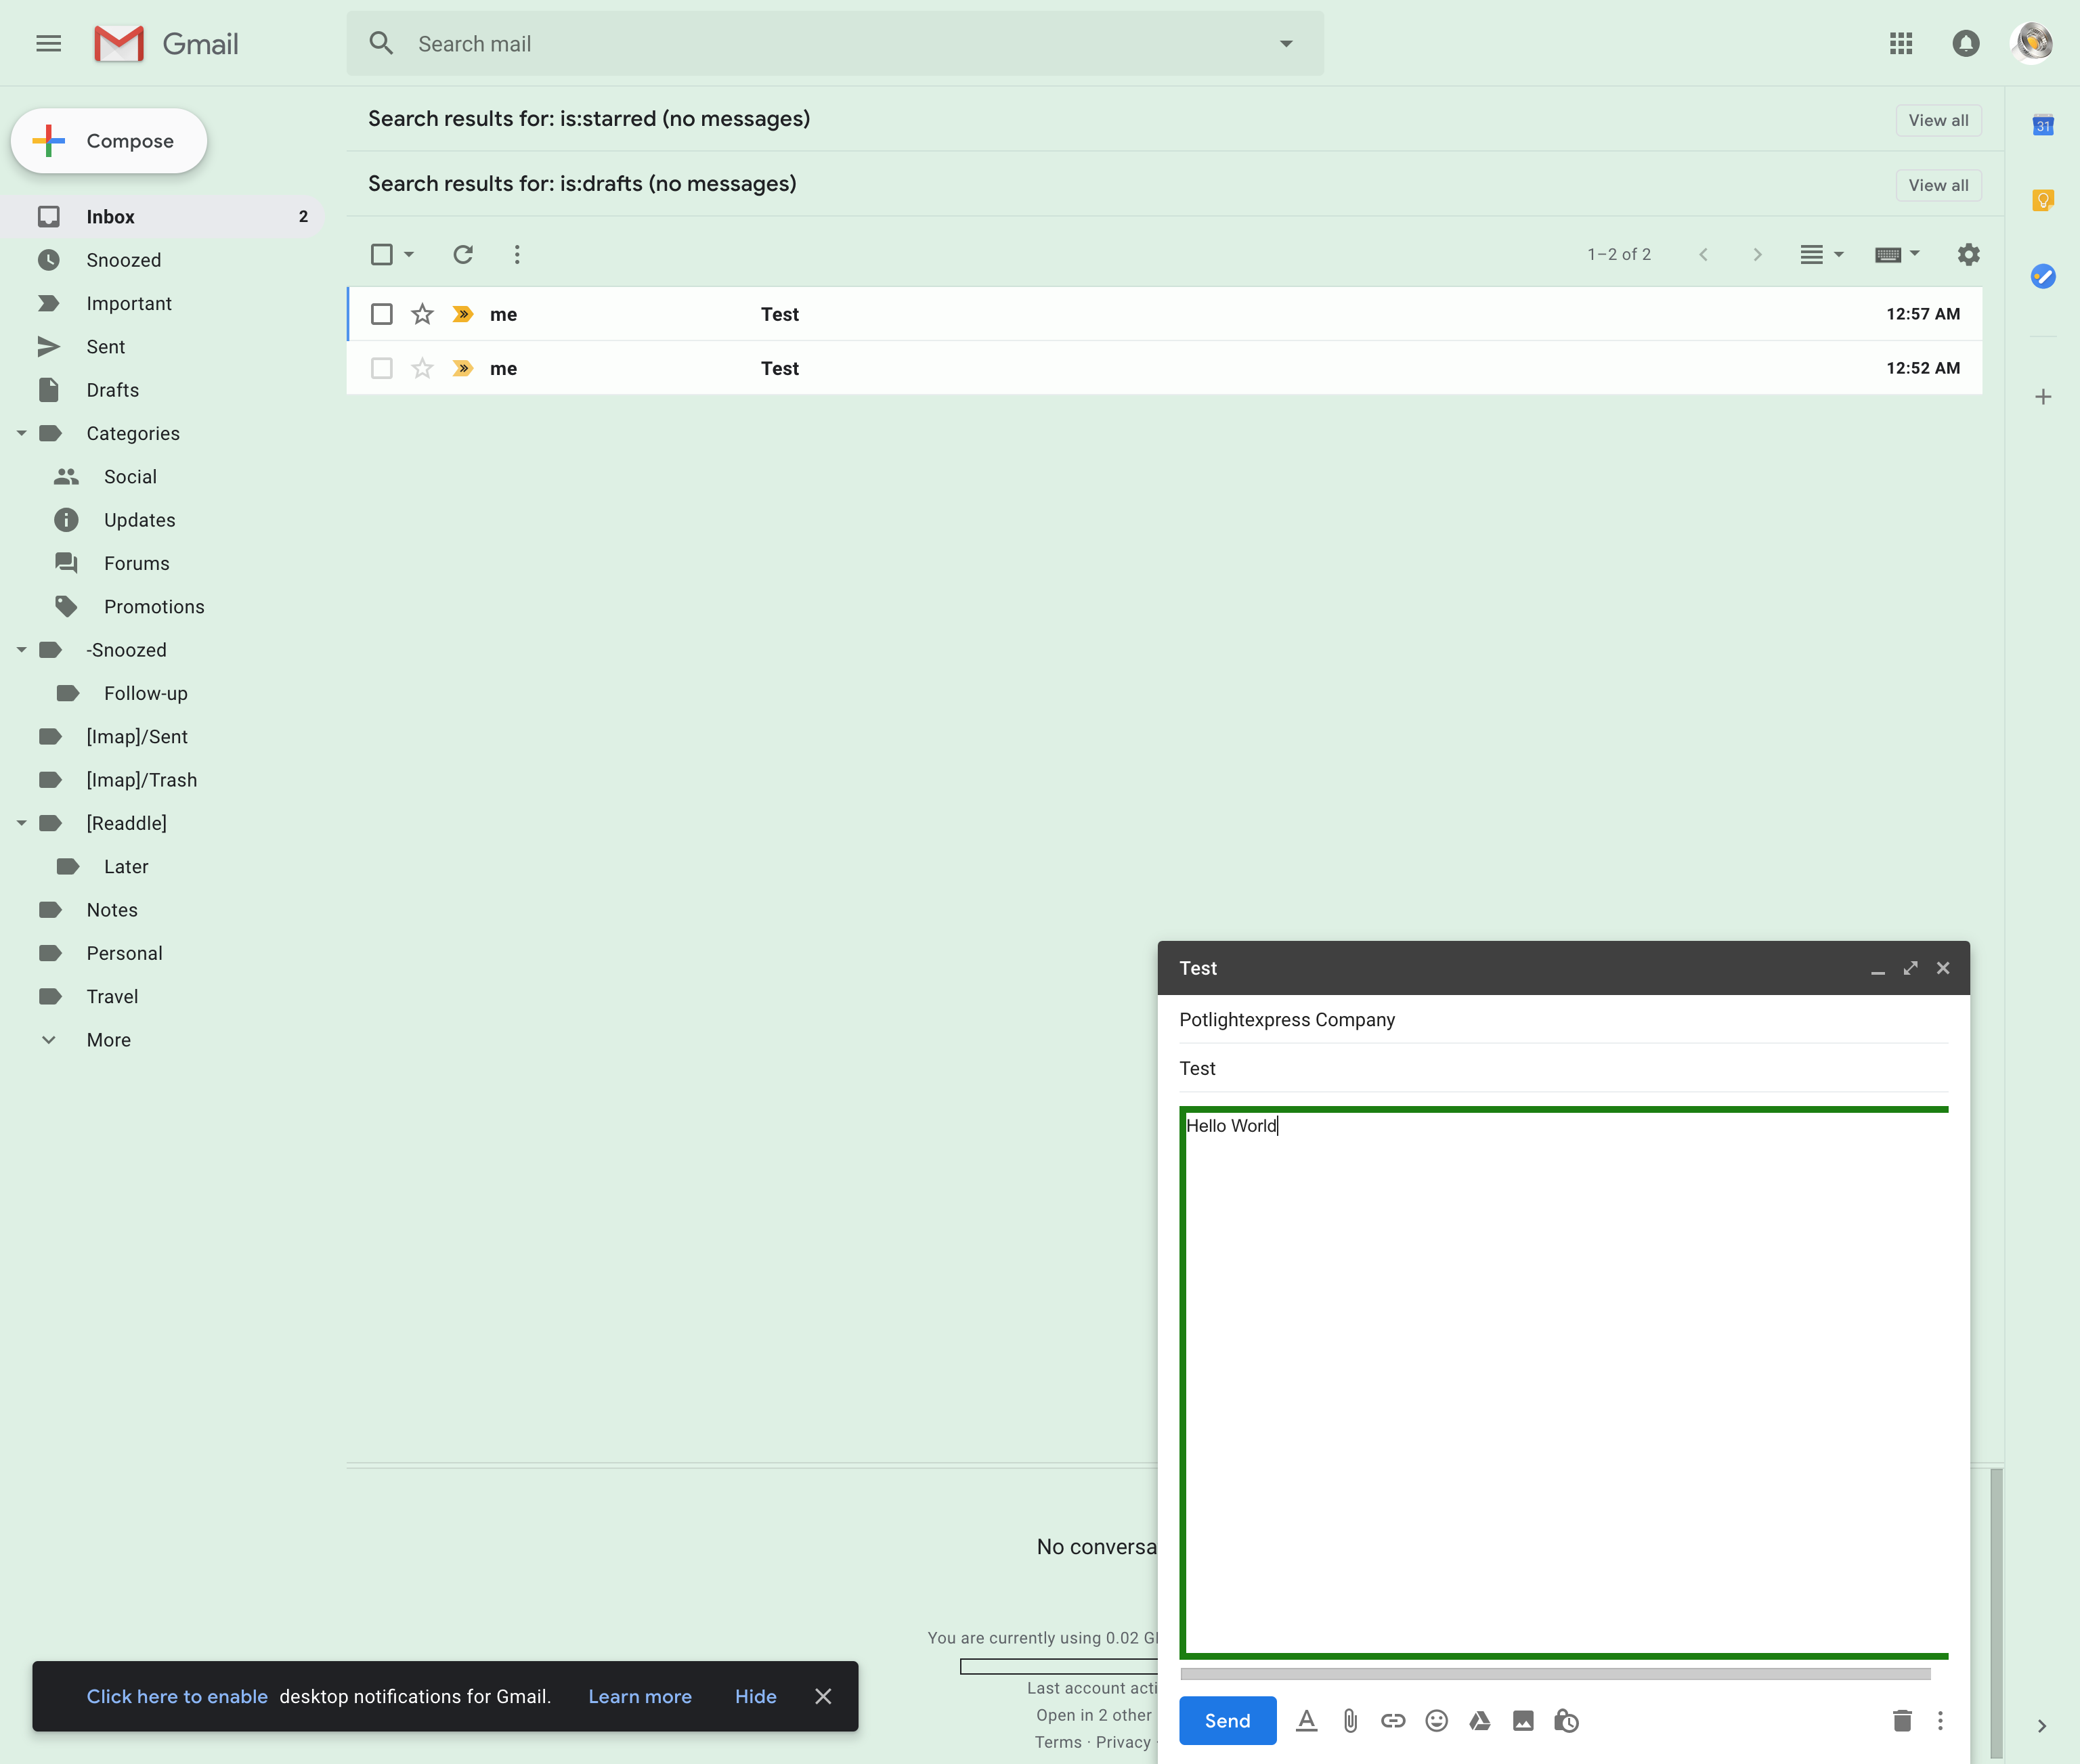 Gmail
Search mail
Compose
Inbox 2
Snoozed
Important
Sent
Drafts
Categories
Social
Updates
Forums
Promotions
-Snoozed
Follow-up
[Imap]/Sent
[Imap]/Trash
[Readdle]
Later
Notes
Personal
Travel
More
Search results for: is:starred (no messages) View all
Search results for: is:drafts (no messages) View all
1–2 of 2
me Test 12:57 AM
me Test 12:52 AM
31
Test
Potlightexpress Company
Test
Hello World
Send
No conversa
You are currently using 0.02 G
Last account acti
Open in 2 other
Terms · Privacy ·
Click here to enable desktop notifications for Gmail. Learn more Hide